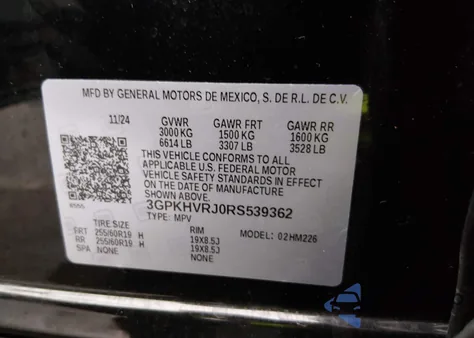 MFD BY GENERAL MOTORS DE MEXICO, S. DE R.L. DE C.V.
11/24 GVWR GAWR FRT GAWR RR
3000 KG 1500 KG 1600 KG
6614 LB 3307 LB 3528 LB
THIS VEHICLE CONFORMS TO ALL
APPLICABLE U.S. FEDERAL MOTOR
VEHICLE SAFETY STANDARDS IN
EFFECT ON THE DATE OF MANUFACTURE
SHOWN ABOVE.
3GPKHVRJ0RS539362
TYPE: MPV
TIRE SIZE RIM MODEL: 02HM226
FRT 255/60R19 H 19X8.5J
RR 255/60R19 H 19X8.5J
SPA NONE NONE